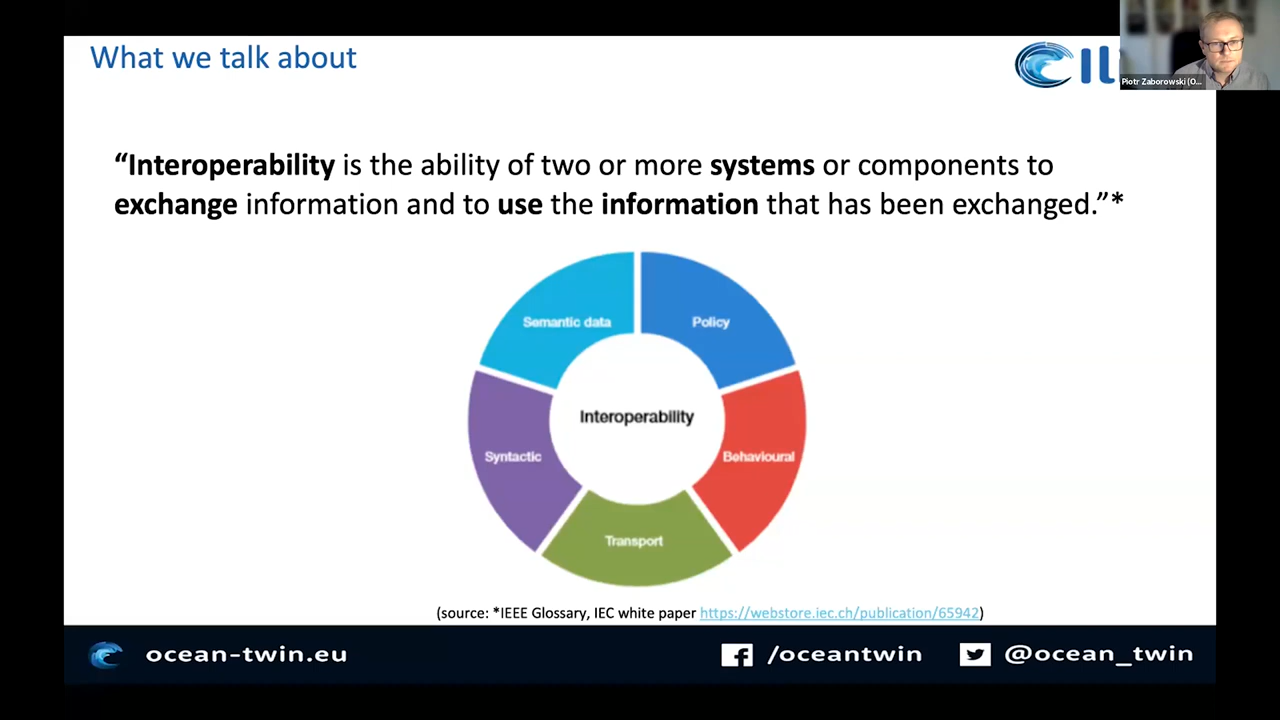 What we talk about
Piotr Zaborowski (O...
“Interoperability is the ability of two or more systems or components to
exchange information and to use the information that has been exchanged.”*
Semantic data
Policy
Interoperability
Syntactic
Behavioural
Transport
(source: *IEEE Glossary, IEC white paper https://webstore.iec.ch/publication/65942)
ocean-twin.eu
/oceantwin
@ocean_twin